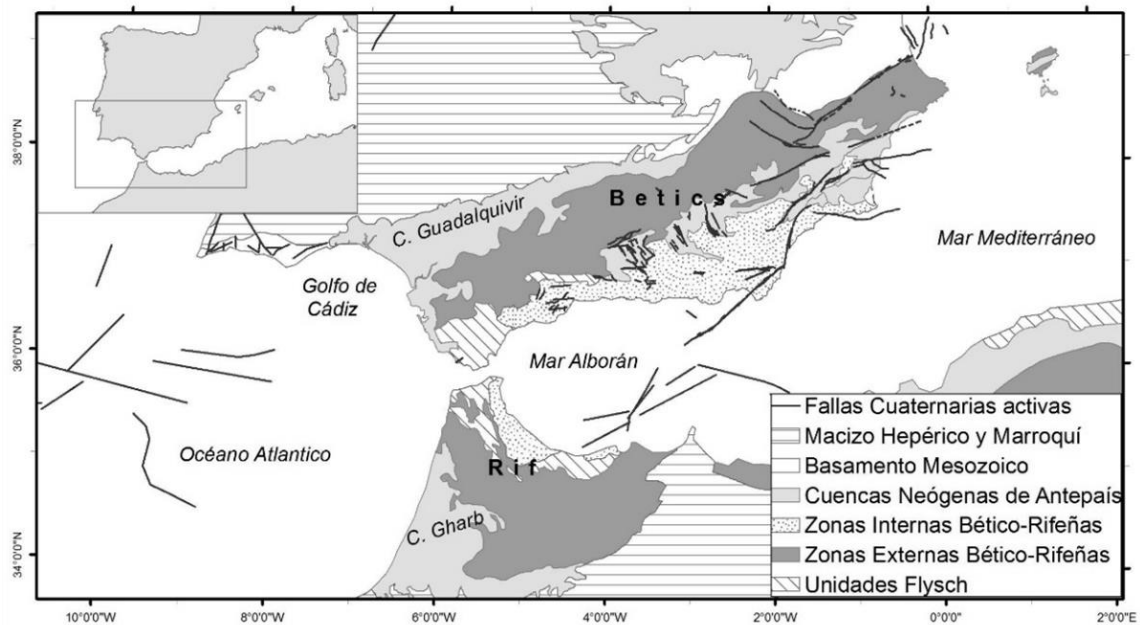 38°0'0"N
36°0'0"N
34°0'0"N
Betics
C. Guadalquivir
Mar Mediterráneo
Golfo de
Cádiz
Mar Alborán
Océano Atlantico
Rif
C. Gharb
Fallas Cuaternarias activas
Macizo Hepérico y Marroquí
Basamento Mesozoico
Cuencas Neógenas de Antepaís
Zonas Internas Bético-Rifeñas
Zonas Externas Bético-Rifeñas
Unidades Flysch
10°0'0"W
8°0'0"W
6°0'0"W
4°0'0"W
2°0'0"W
0°0'0"
2°0'0"E